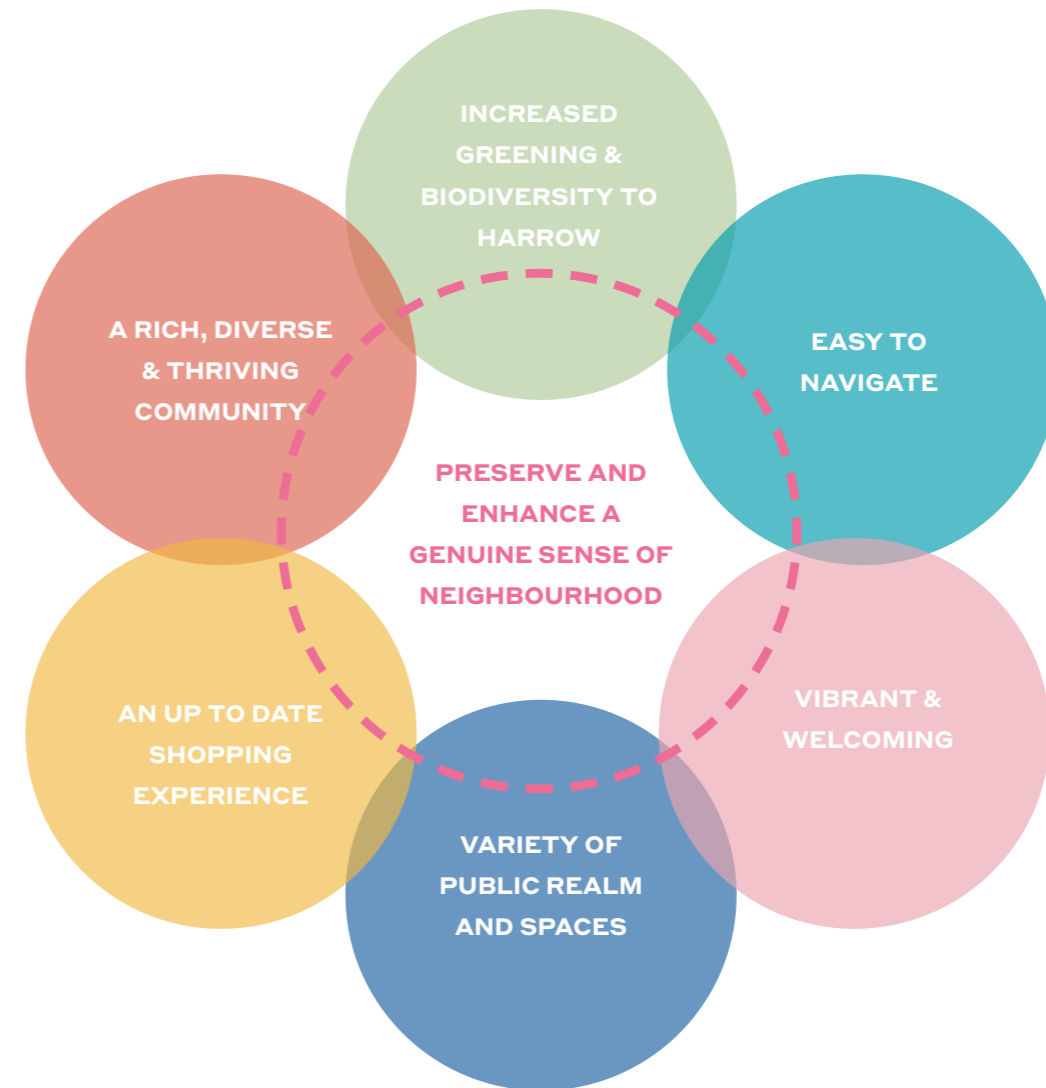 INCREASED
GREENING &
BIODIVERSITY TO
HARROW
A RICH, DIVERSE
& THRIVING
COMMUNITY
EASY TO
NAVIGATE
PRESERVE AND
ENHANCE A
GENUINE SENSE OF
NEIGHBOURHOOD
AN UP TO DATE
SHOPPING
EXPERIENCE
VIBRANT &
WELCOMING
VARIETY OF
PUBLIC REALM
AND SPACES